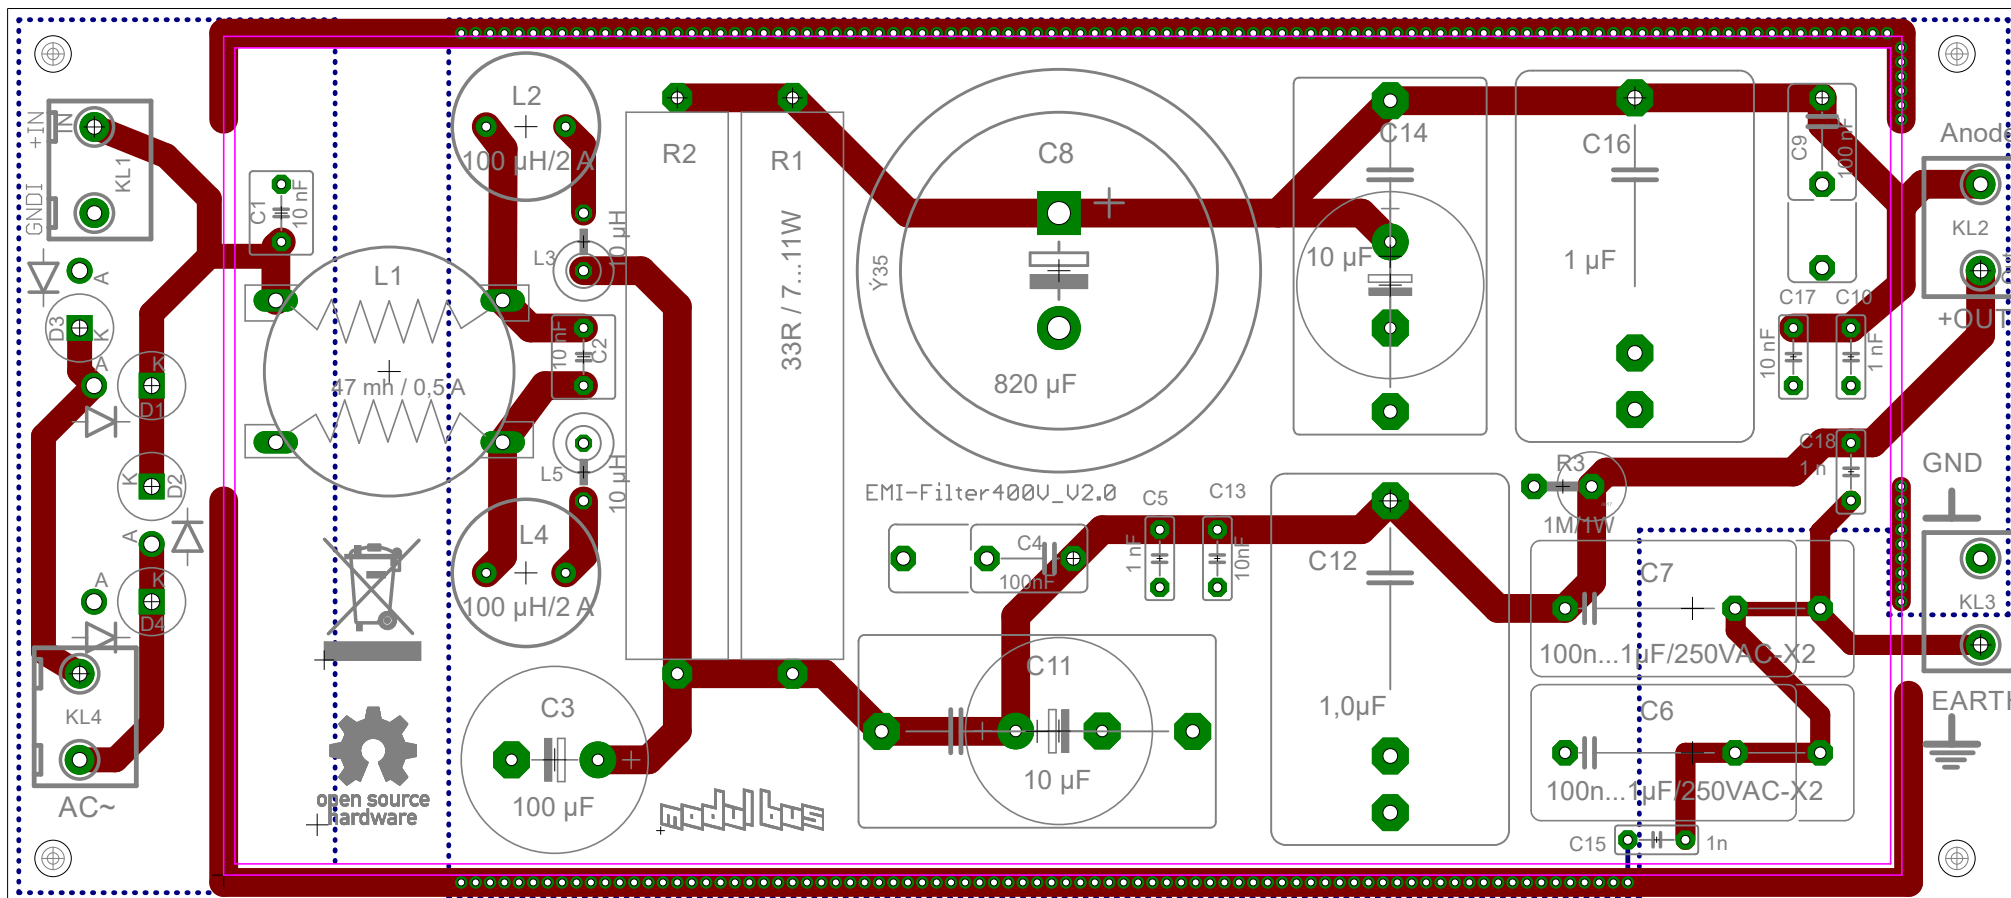 +IN
IN
GNDI
KL1
C1
10 nF
L2
100 µH/2 A
L3
10 µH
R2
R1
33R / 7...11W
Y35
C8
820 µF
C14
10 µF
C16
1 µF
C9
100 nF
Anode
KL2
+OUT
C17
10 nF
C10
1 nF
A
D3
K
L1
47 mh / 0,5 A
10 nF
C2
A
K
D1
K
D2
A
L5
10 µH
L4
100 µH/2 A
EMI-Filter400V_V2.0
C5
1 nF
C13
10nF
C4
100nF
C12
1,0µF
R3
1M/1W
C18
1 n
GND
KL3
EARTH
C7
100n...1µF/250VAC-X2
C6
100n...1µF/250VAC-X2
C15
1n
A
K
D4
KL4
AC~
open source
hardware
C3
100 µF
modul bus
C11
10 µF